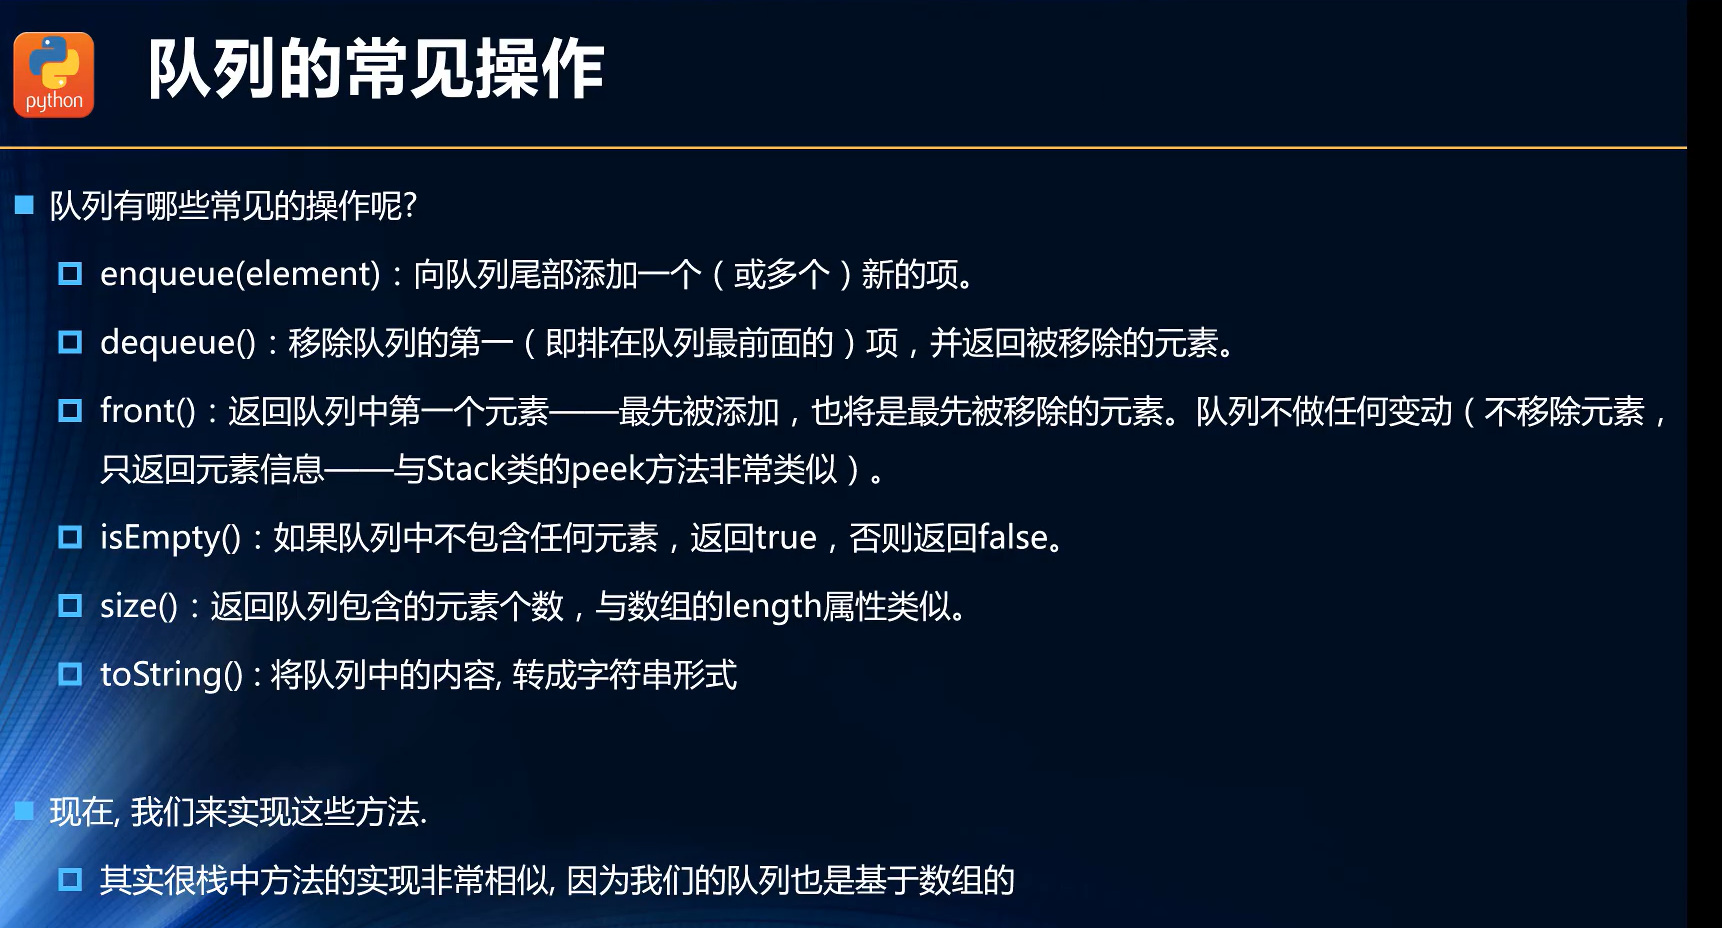 python
队列的常见操作
队列有哪些常见的操作呢?
enqueue(element)：向队列尾部添加一个（或多个）新的项。
dequeue()：移除队列的第一（即排在队列最前面的）项，并返回被移除的元素。
front()：返回队列中第一个元素——最先被添加，也将是最先被移除的元素。队列不做任何变动（不移除元素，
只返回元素信息——与Stack类的peek方法非常类似）。
isEmpty()：如果队列中不包含任何元素，返回true，否则返回false。
size()：返回队列包含的元素个数，与数组的length属性类似。
toString() : 将队列中的内容, 转成字符串形式
现在, 我们来实现这些方法.
其实很栈中方法的实现非常相似, 因为我们的队列也是基于数组的